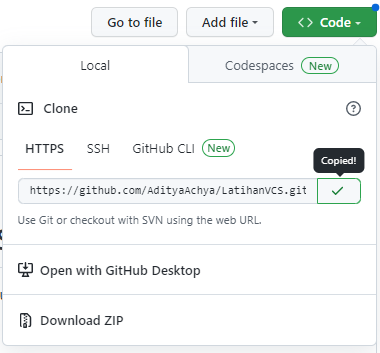 Go to file Add file Code
Local Codespaces New
Clone
HTTPS SSH GitHub CLI New
Copied!
https://github.com/AdityaAchya/LatihanVCS.git
Use Git or checkout with SVN using the web URL.
Open with GitHub Desktop
Download ZIP